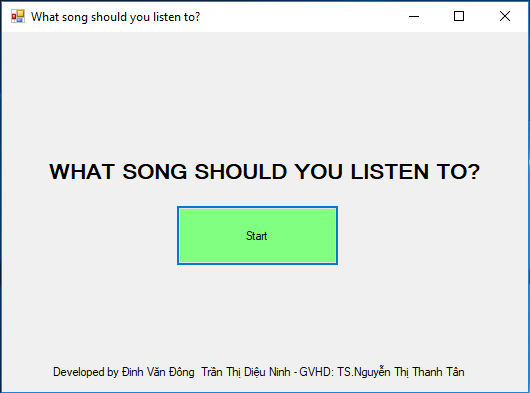 What song should you listen to?
WHAT SONG SHOULD YOU LISTEN TO?
Start
Developed by Đinh Văn Đông  Trần Thị Diệu Ninh - GVHD: TS.Nguyễn Thị Thanh Tân